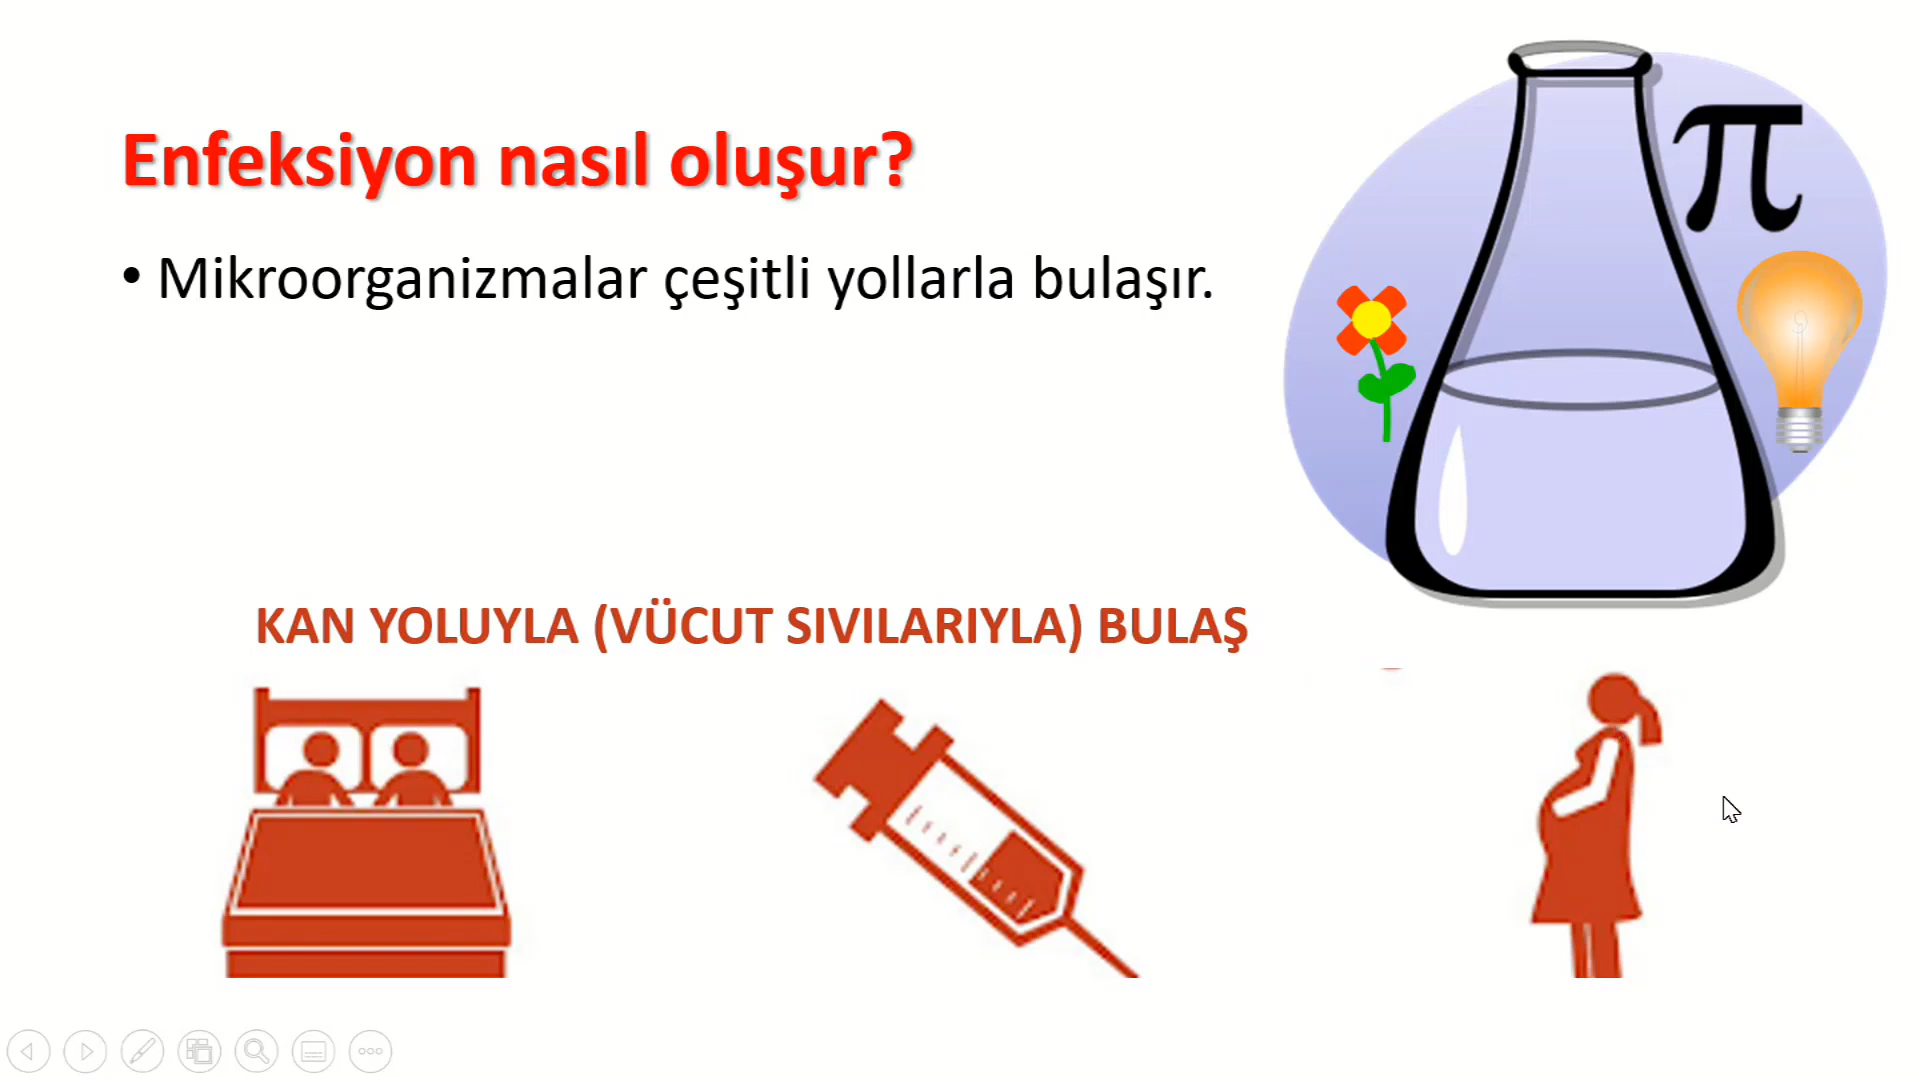 Enfeksiyon nasıl oluşur?
• Mikroorganizmalar çeşitli yollarla bulaşır.
π
KAN YOLUYLA (VÜCUT SIVILARIYLA) BULAŞ